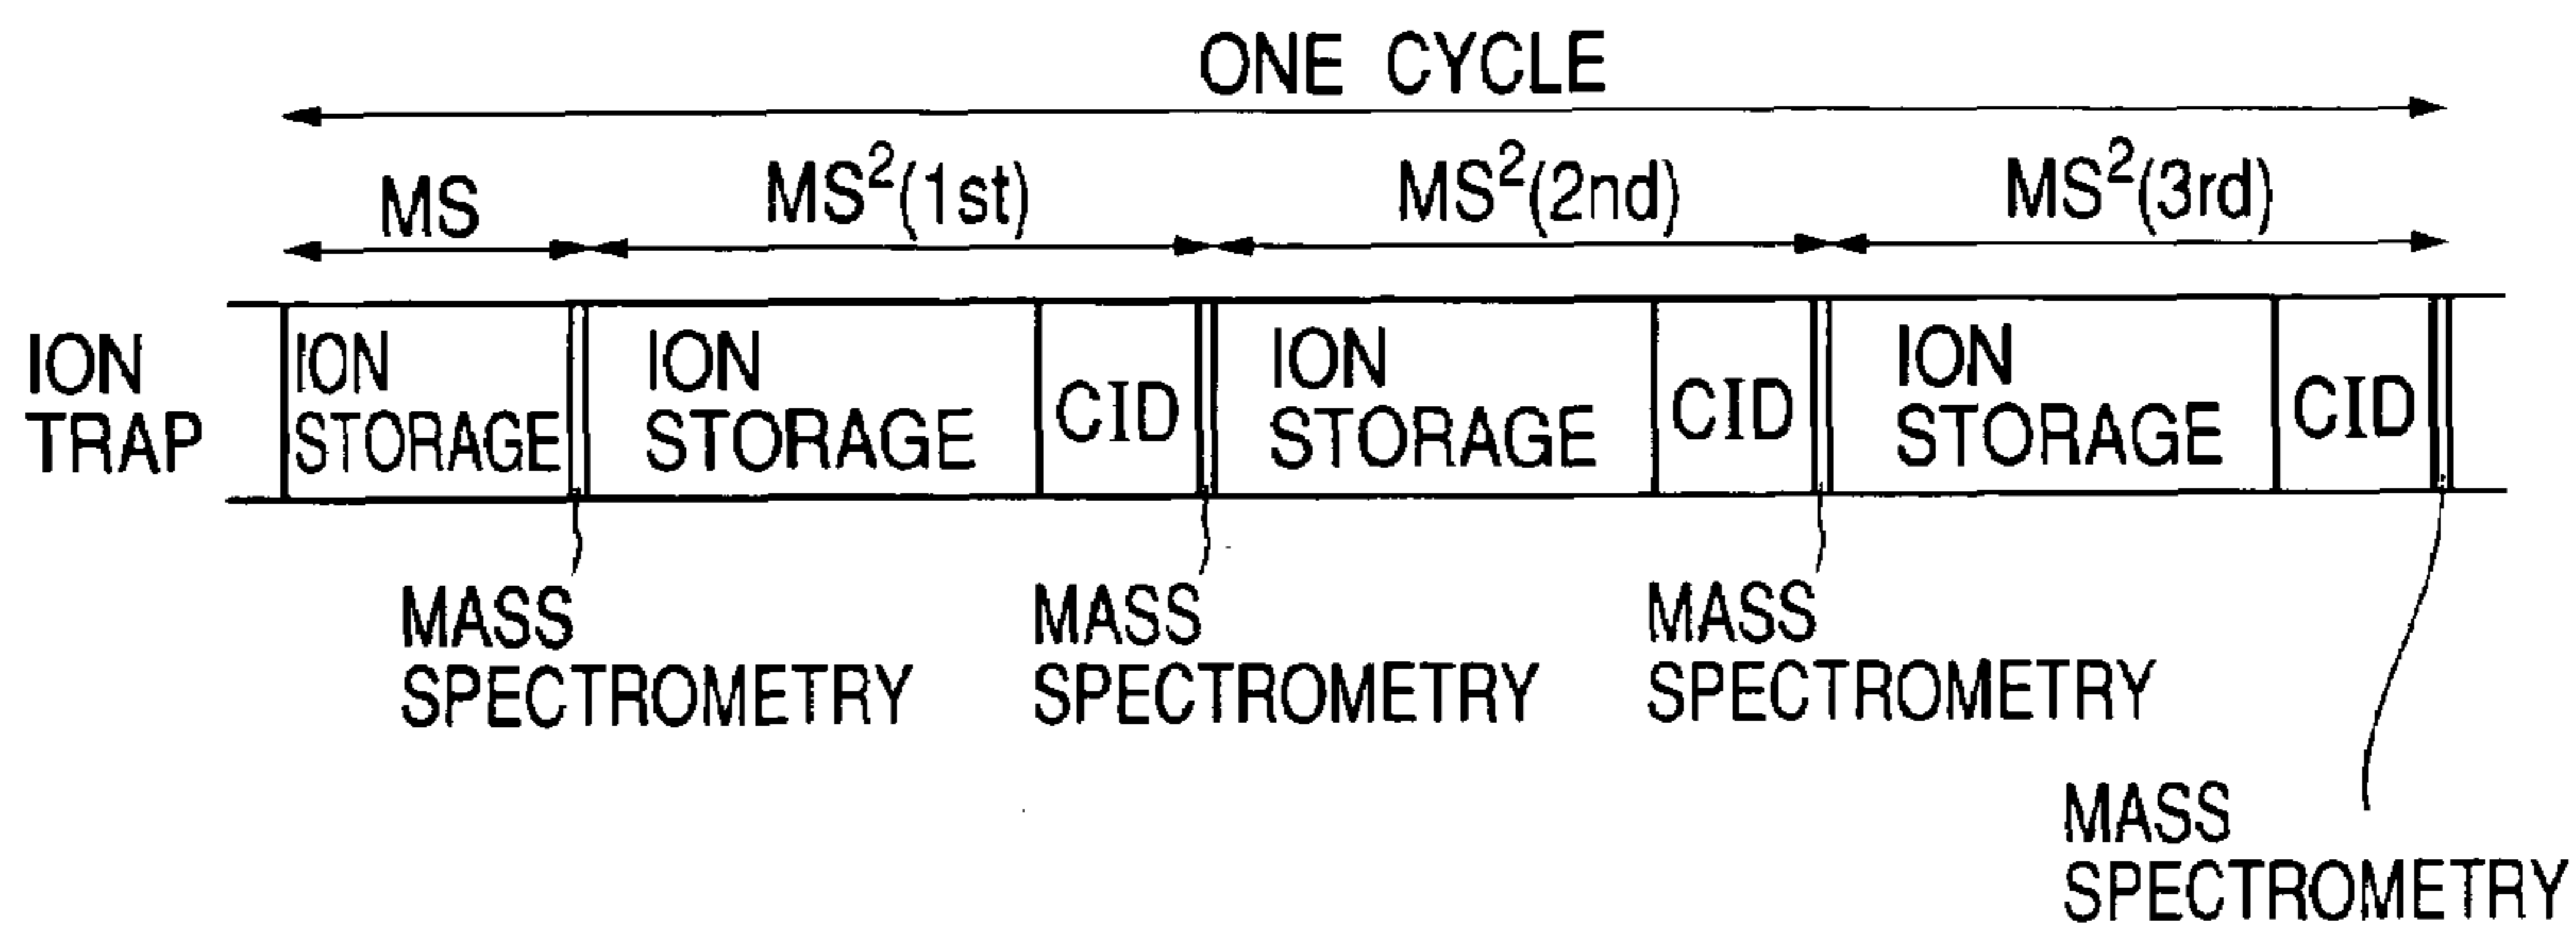 ONE CYCLE
MS
MS²(1st)
MS²(2nd)
MS²(3rd)
ION
TRAP
ION
STORAGE
ION
STORAGE
CID
ION
STORAGE
CID
ION
STORAGE
CID
MASS
SPECTROMETRY
MASS
SPECTROMETRY
MASS
SPECTROMETRY
MASS
SPECTROMETRY